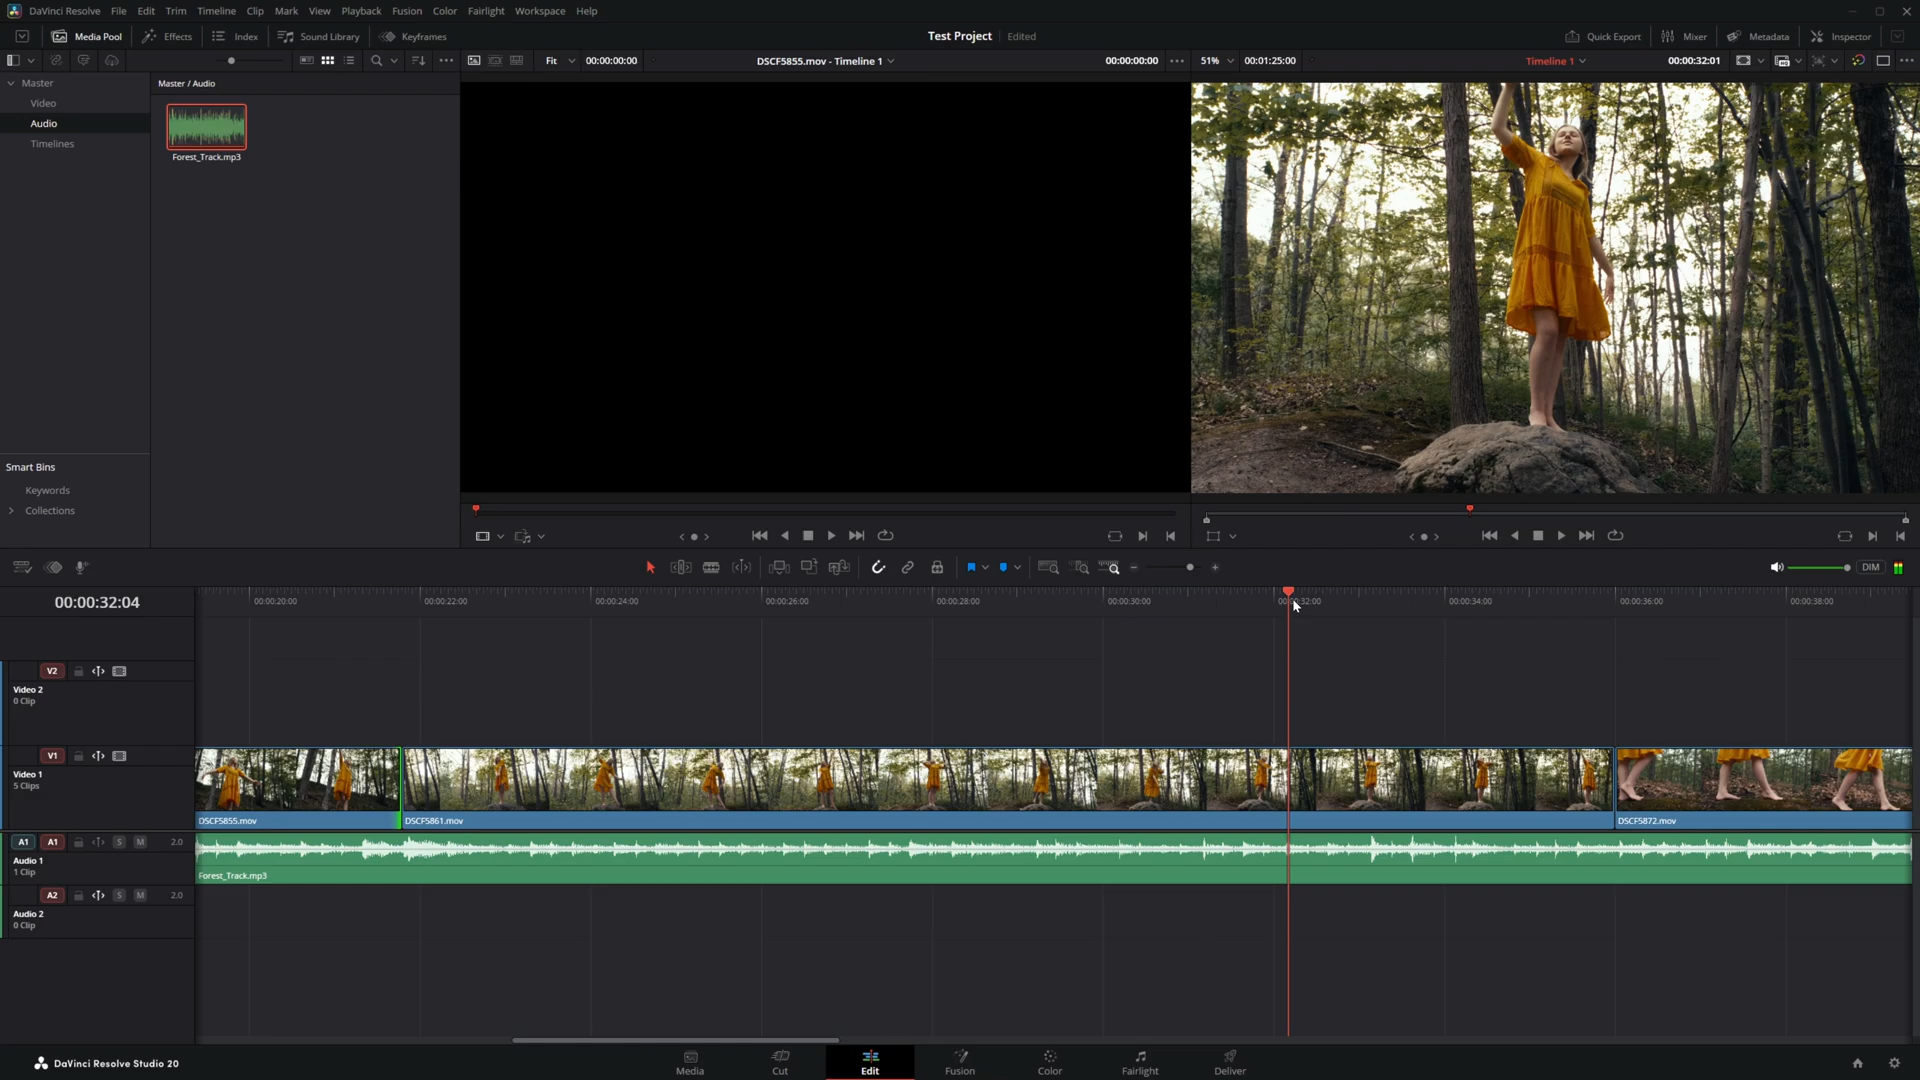 DaVinci Resolve File Edit Trim Timeline Clip Mark View Playback Fusion Color Fairlight Workspace Help
Media Pool Effects Index Sound Library Keyframes Test Project Edited Quick Export Mixer Metadata Inspector
Fit 00:00:00:00 DSCF5855.mov - Timeline 1 00:00:00:00 51% 00:01:25:00 Timeline 1 00:00:32:01
Master Master / Audio
Video
Audio
Timelines
Forest_Track.mp3
Smart Bins
Keywords
Collections
DIM
00:00:32:04 00:00:20:00 00:00:22:00 00:00:24:00 00:00:26:00 00:00:28:00 00:00:30:00 00:00:32:00 00:00:34:00 00:00:36:00 00:00:38:00
V2
Video 2
0 Clip
V1
Video 1
5 Clips
DSCF5855.mov DSCF5861.mov DSCF5872.mov
A1 A1 S M 2.0
Audio 1
1 Clip
Forest_Track.mp3
A2 S M 2.0
Audio 2
0 Clip
DaVinci Resolve Studio 20 Media Cut Edit Fusion Color Fairlight Deliver